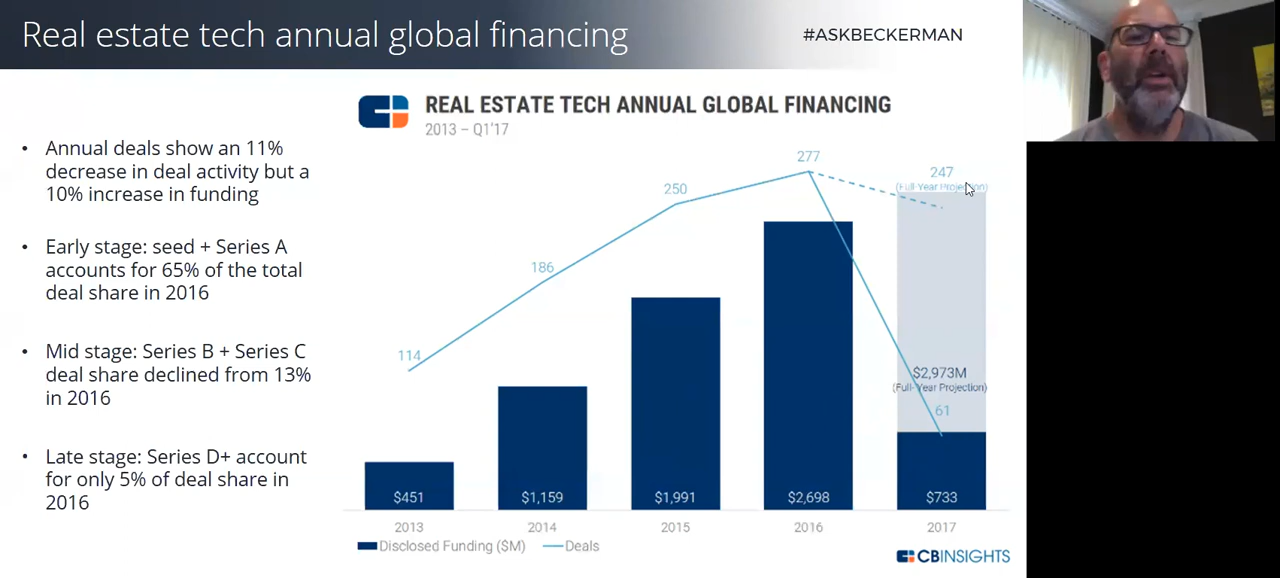 Real estate tech annual global financing
#ASKBECKERMAN
• Annual deals show an 11%
decrease in deal activity but a
10% increase in funding
• Early stage: seed + Series A
accounts for 65% of the total
deal share in 2016
• Mid stage: Series B + Series C
deal share declined from 13%
in 2016
• Late stage: Series D+ account
for only 5% of deal share in
2016
REAL ESTATE TECH ANNUAL GLOBAL FINANCING
2013 – Q1'17
114
186
250
277
247
(Full-Year Projection)
$2,973M
(Full-Year Projection)
61
$451
$1,159
$1,991
$2,698
$733
2013
2014
2015
2016
2017
Disclosed Funding ($M)
Deals
CBINSIGHTS